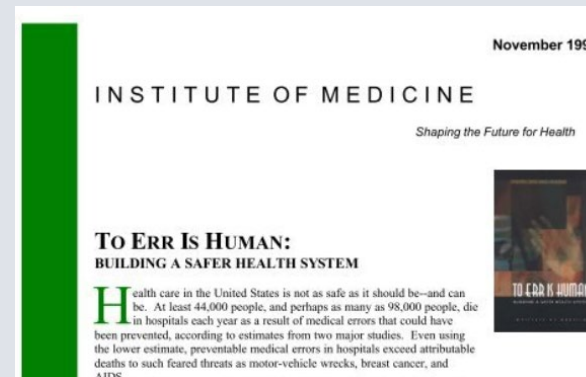 November 199
INSTITUTE OF MEDICINE
Shaping the Future for Health
TO ERR IS HUMAN:
BUILDING A SAFER HEALTH SYSTEM
TO ERR IS HUMAN
Health care in the United States is not as safe as it should be--and can
be. At least 44,000 people, and perhaps as many as 98,000 people, die
in hospitals each year as a result of medical errors that could have
been prevented, according to estimates from two major studies. Even using
the lower estimate, preventable medical errors in hospitals exceed attributable
deaths to such feared threats as motor-vehicle wrecks, breast cancer, and
AIDS